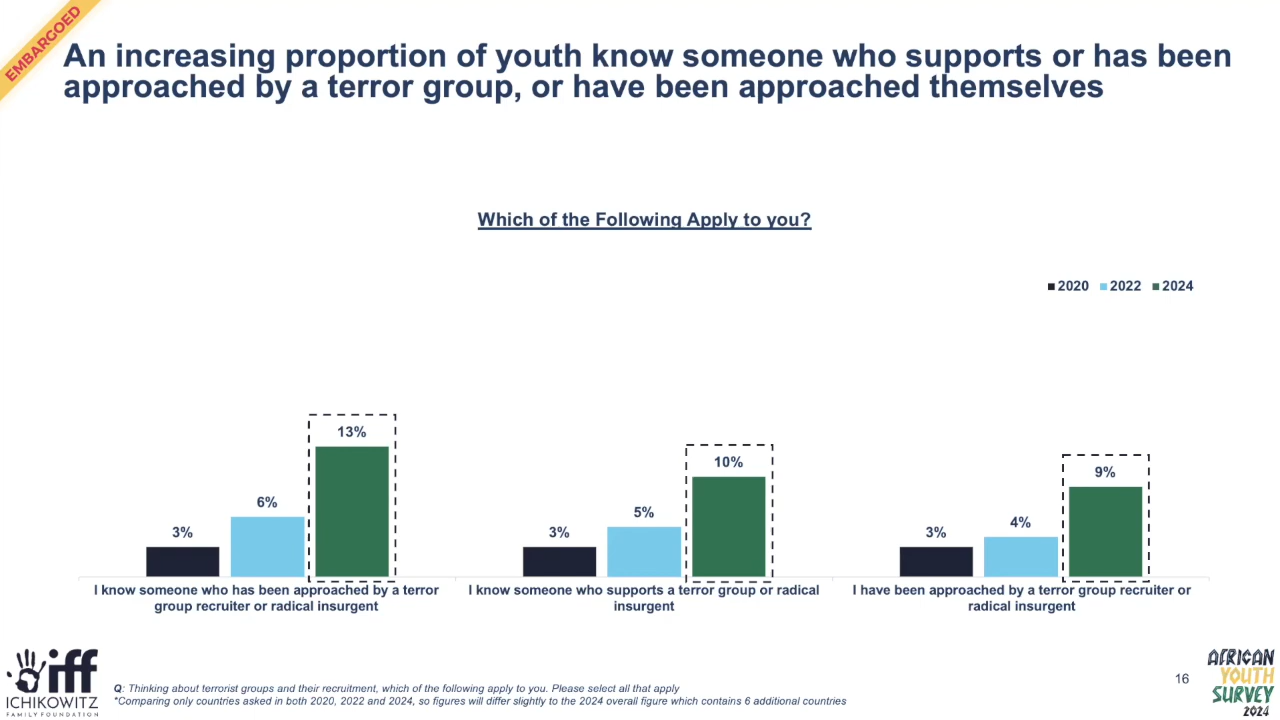 EMBARGOED
An increasing proportion of youth know someone who supports or has been
approached by a terror group, or have been approached themselves
Which of the Following Apply to you?
2020 2022 2024
3%
6%
13%
3%
5%
10%
3%
4%
9%
I know someone who has been approached by a terror
group recruiter or radical insurgent
I know someone who supports a terror group or radical
insurgent
I have been approached by a terror group recruiter or
radical insurgent
iff
ICHIKOWITZ
FAMILY FOUNDATION
Q: Thinking about terrorist groups and their recruitment, which of the following apply to you. Please select all that apply
*Comparing only countries asked in both 2020, 2022 and 2024, so figures will differ slightly to the 2024 overall figure which contains 6 additional countries
16
AFRICAN
YOUTH
SURVEY
2024